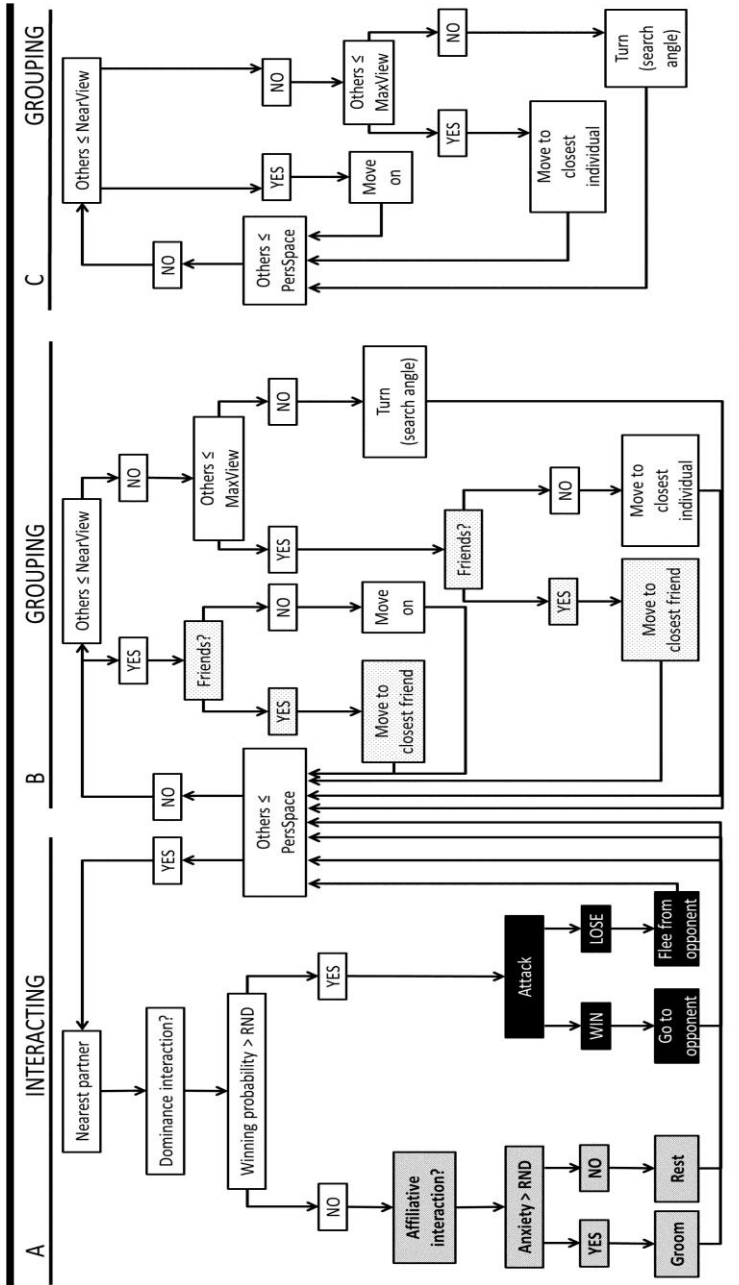 A
INTERACTING
Nearest partner
Dominance interaction?
Winning probability > RND
NO
YES
Affiliative
interaction?
Anxiety > RND
YES
NO
Groom
Rest
Attack
WIN
LOSE
Go to
opponent
Flee from
opponent
YES
NO
Others ≤
PersSpace
B
GROUPING
Others ≤ NearView
YES
NO
Friends?
YES
NO
Move to
closest friend
Move
on
Others ≤
MaxView
YES
NO
Turn
(search angle)
Friends?
YES
NO
Move to
closest friend
Move to
closest
individual
C
GROUPING
Others ≤ NearView
NO
Others ≤
PersSpace
YES
NO
Move
on
Others ≤
MaxView
YES
NO
Move to
closest
individual
Turn
(search
angle)